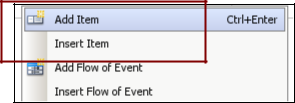 Add Item Ctrl+Enter
Insert Item
Add Flow of Event
Insert Flow of Event